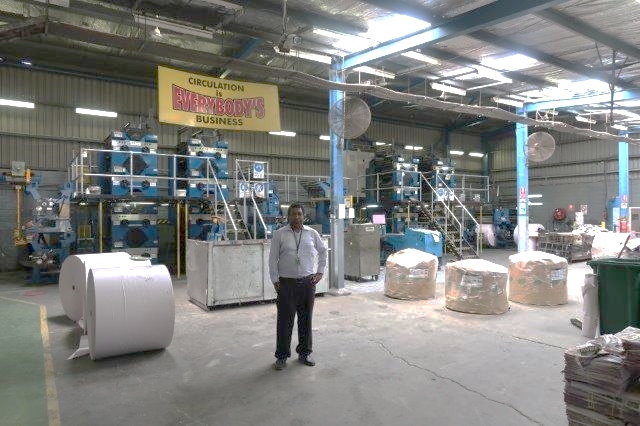 CIRCULATION
is
EVERYBODY'S
BUSINESS